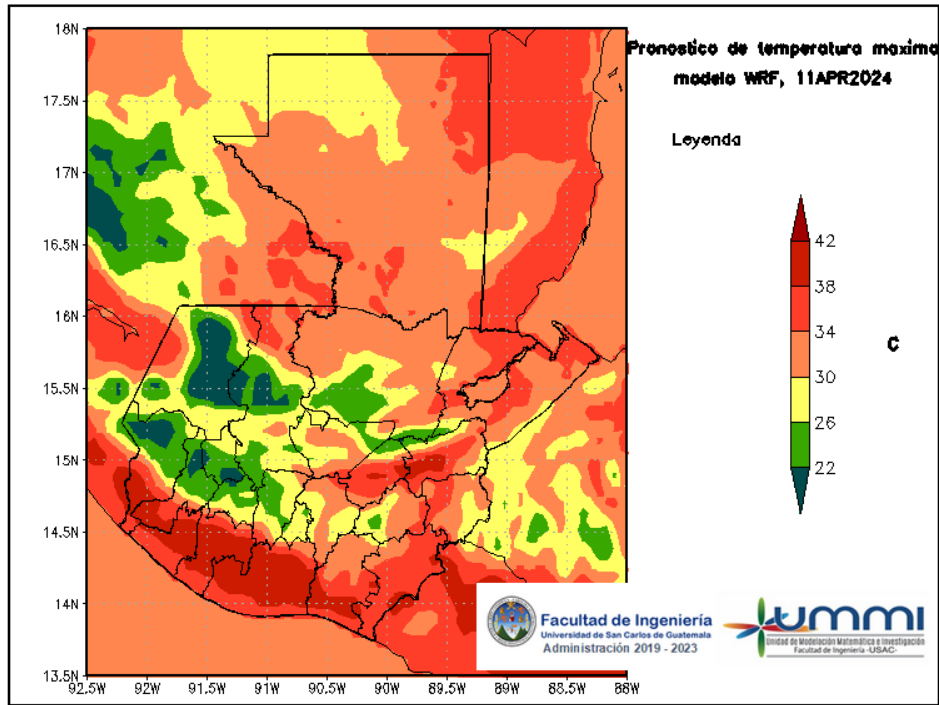 Pronostico de temperatura maxima
modelo WRF, 11APR2024
Leyenda
42
38
34
30
26
22
C
18N
17.5N
17N
16.5N
16N
15.5N
15N
14.5N
14N
13.5N
92.5W
92W
91.5W
91W
90.5W
90W
89.5W
89W
88.5W
88W
Facultad de Ingeniería
Universidad de San Carlos de Guatemala
Administración 2019 - 2023
UMMI
Unidad de Modelación Matemática e Investigación
Facultad de Ingeniería -USAC-